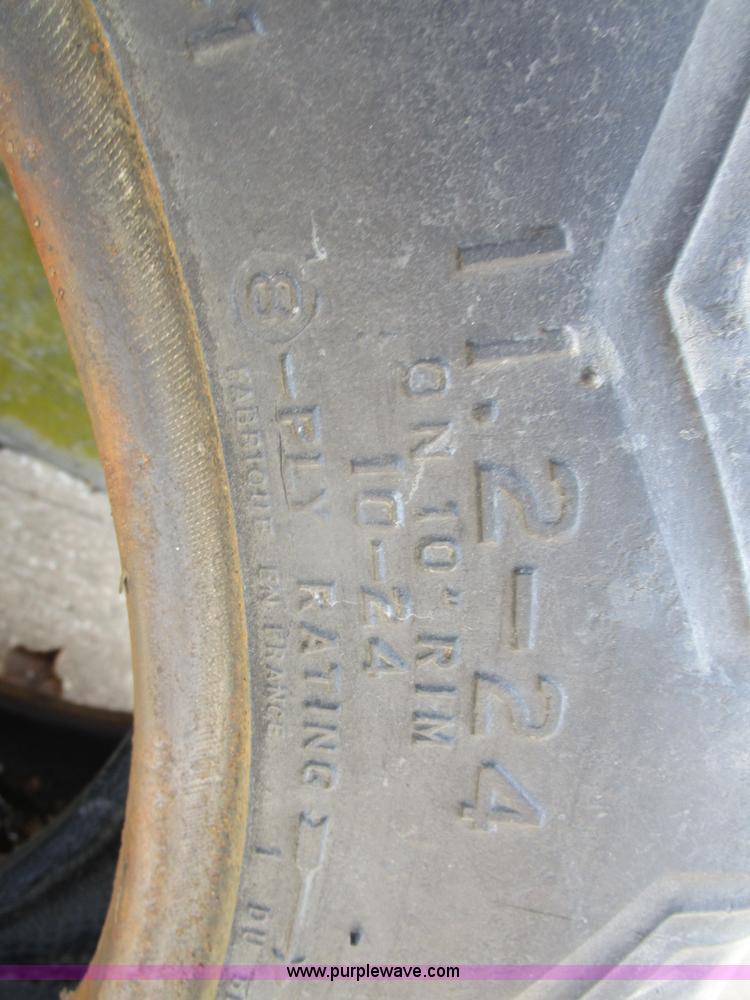 11.2-24
ON 10" RIM
10-24
8-PLY RATING
FABRIQUE EN FRANCE
www.purplewave.com